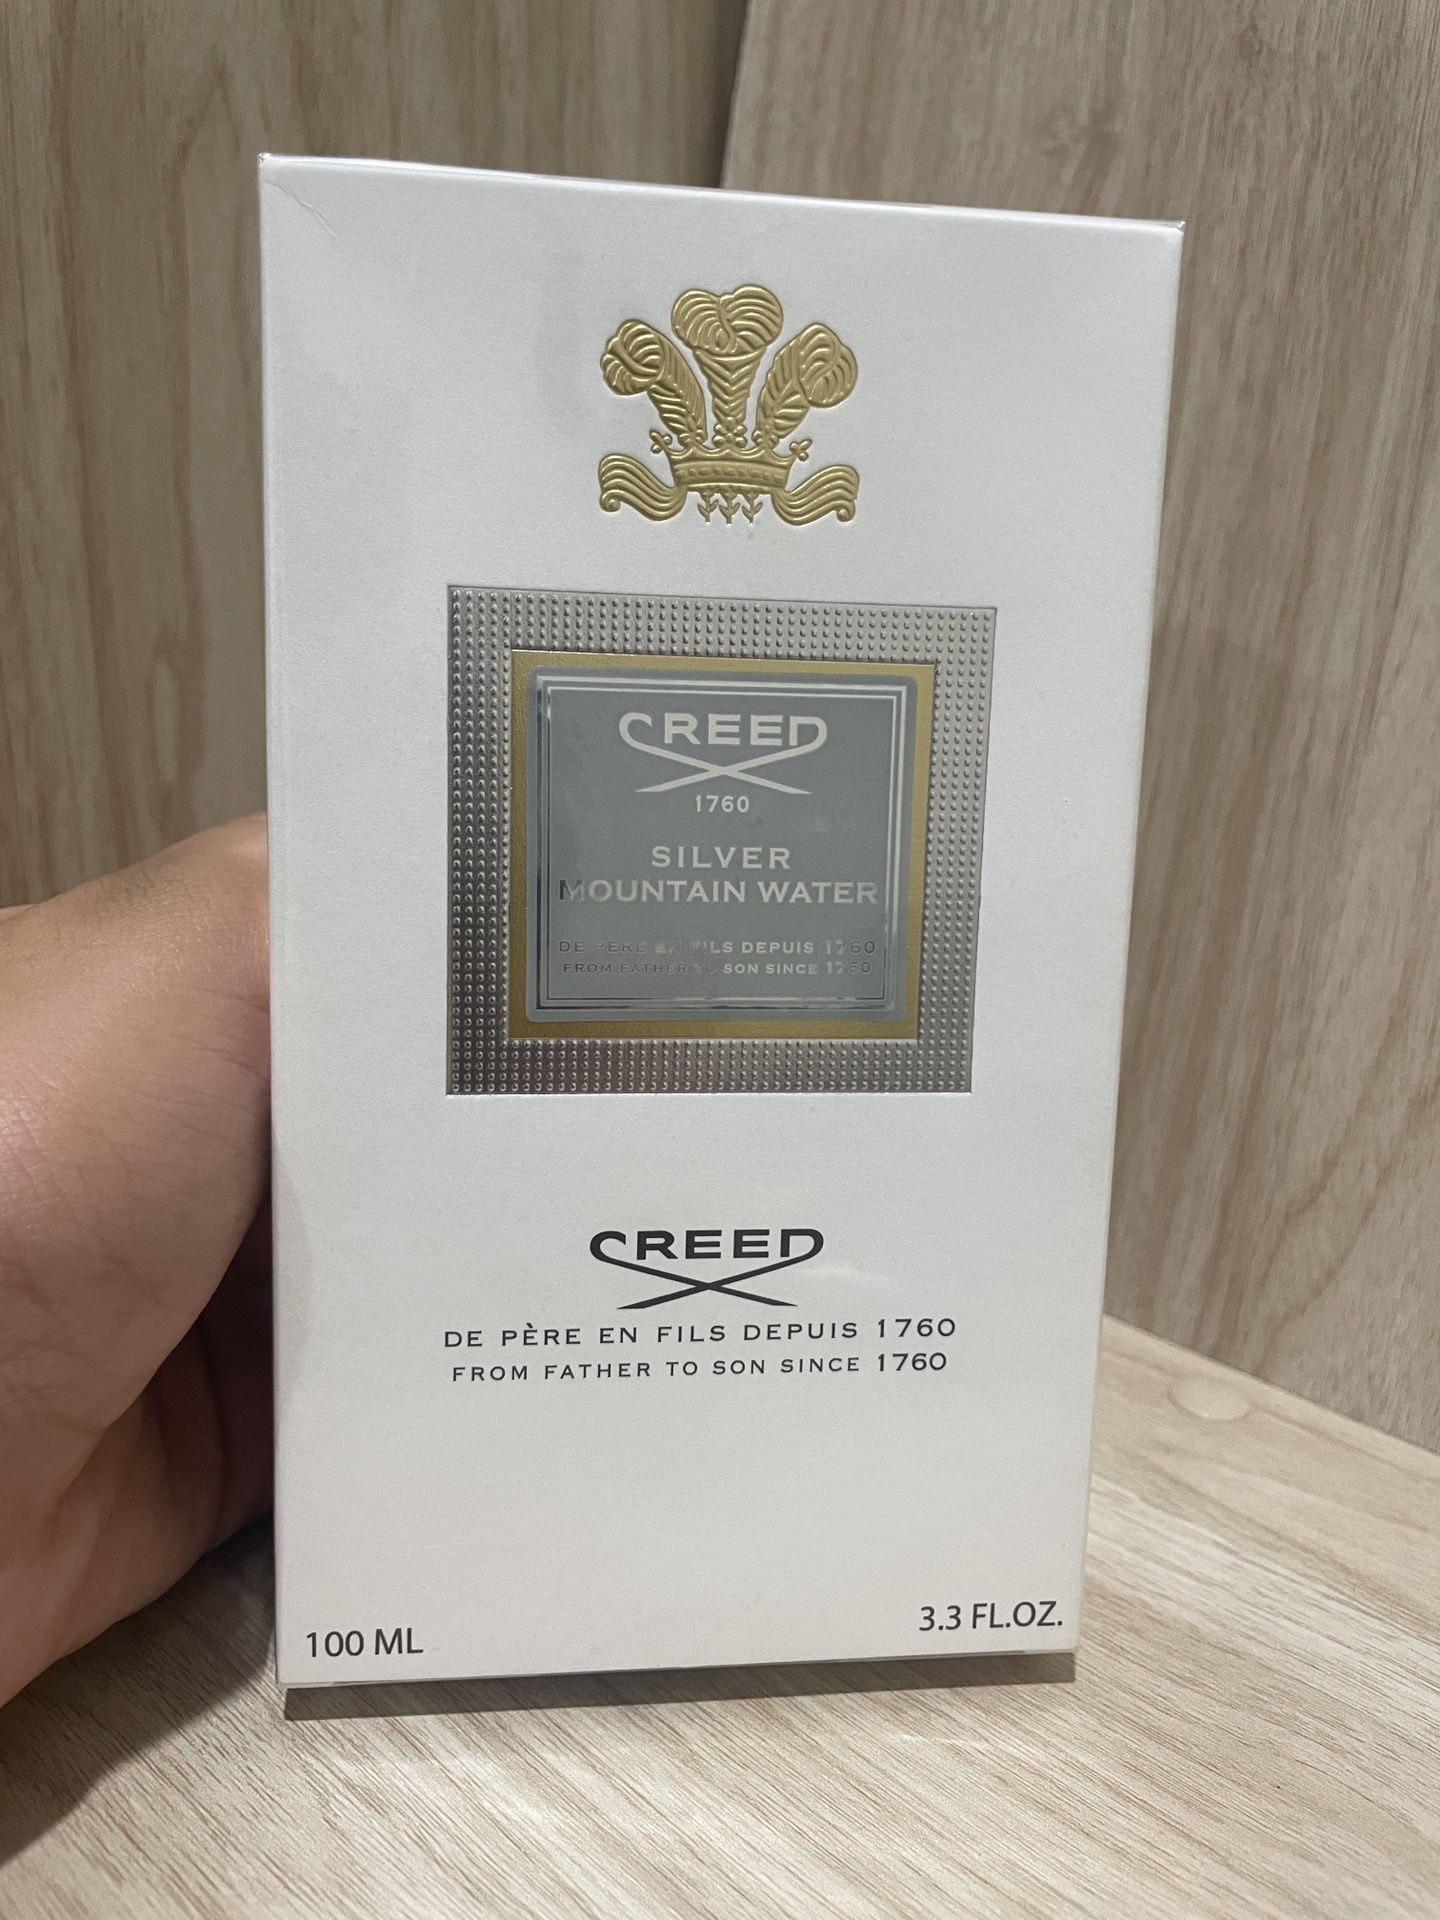 CREED
1760
SILVER
MOUNTAIN WATER
DE PÈRE EN FILS DEPUIS 1760
FROM FATHER TO SON SINCE 1760
CREED
DE PÈRE EN FILS DEPUIS 1760
FROM FATHER TO SON SINCE 1760
100 ML
3.3 FL.OZ.